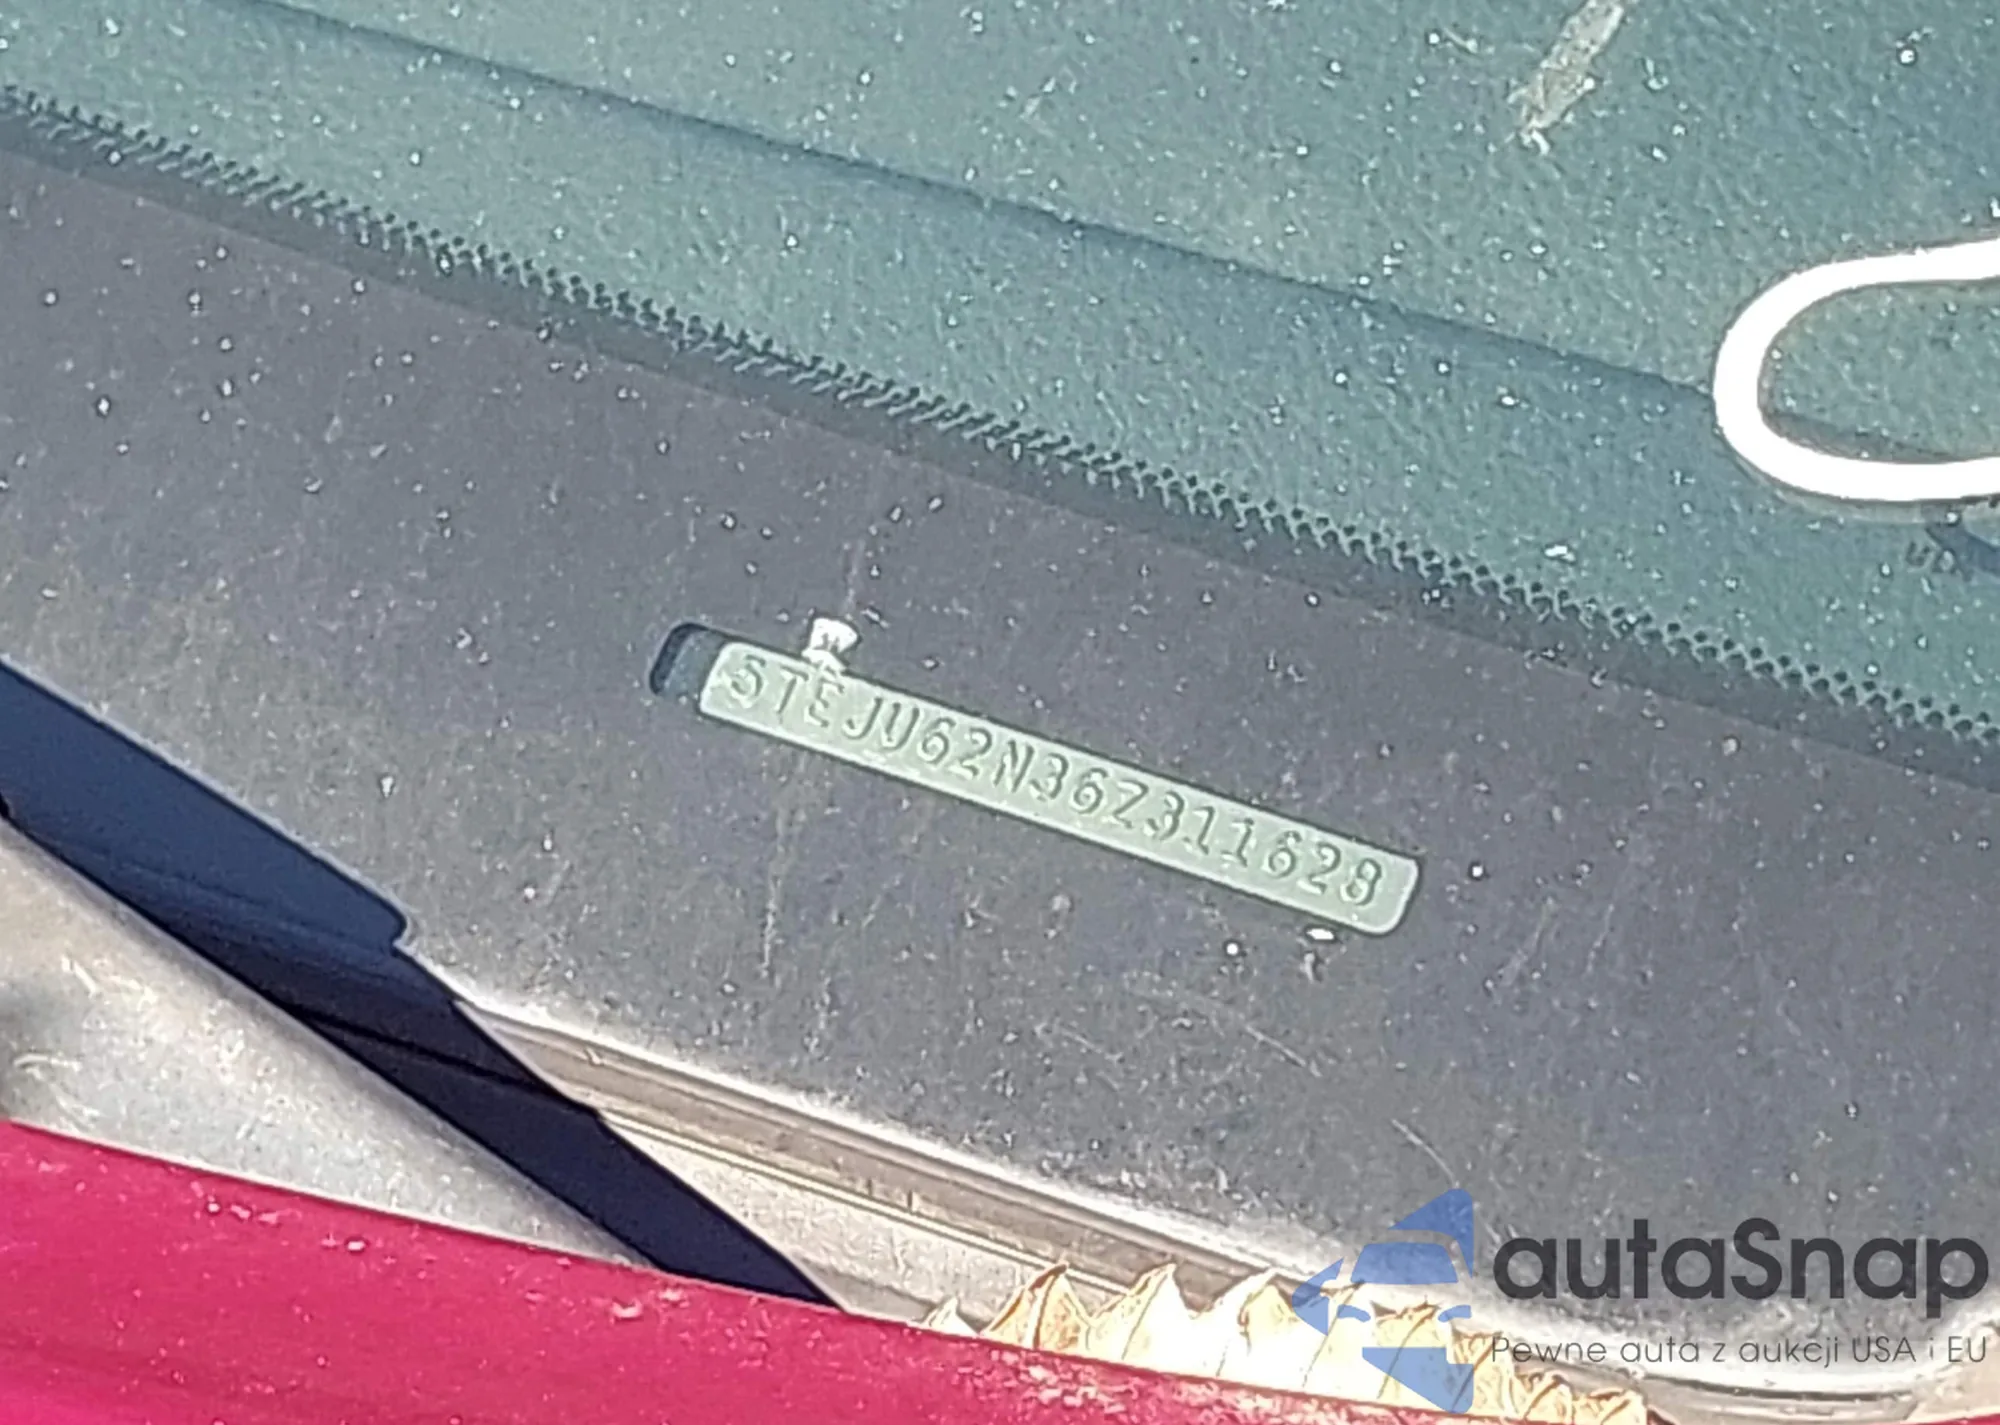 5TEJU62N36Z311628
autaSnap
Pewne auta z aukcji USA i EU